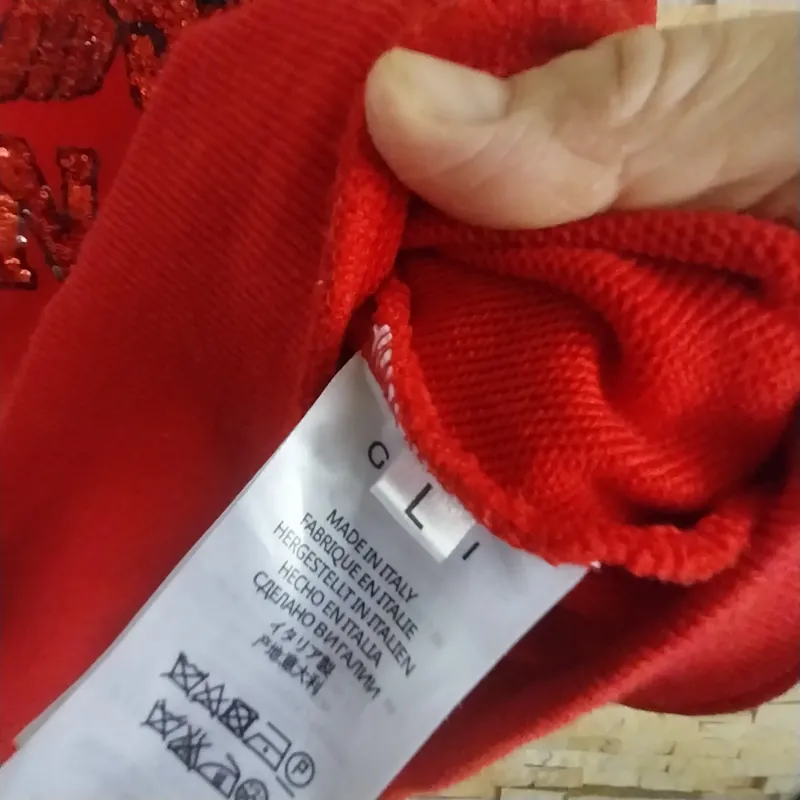 N
G L I
MADE IN ITALY
FABRIQUE EN ITALIE
HERGESTELLT IN ITALIEN
HECHO EN ITALIA
СДЕЛАНО В ИТАЛИИ
イタリア製
产地意大利
P